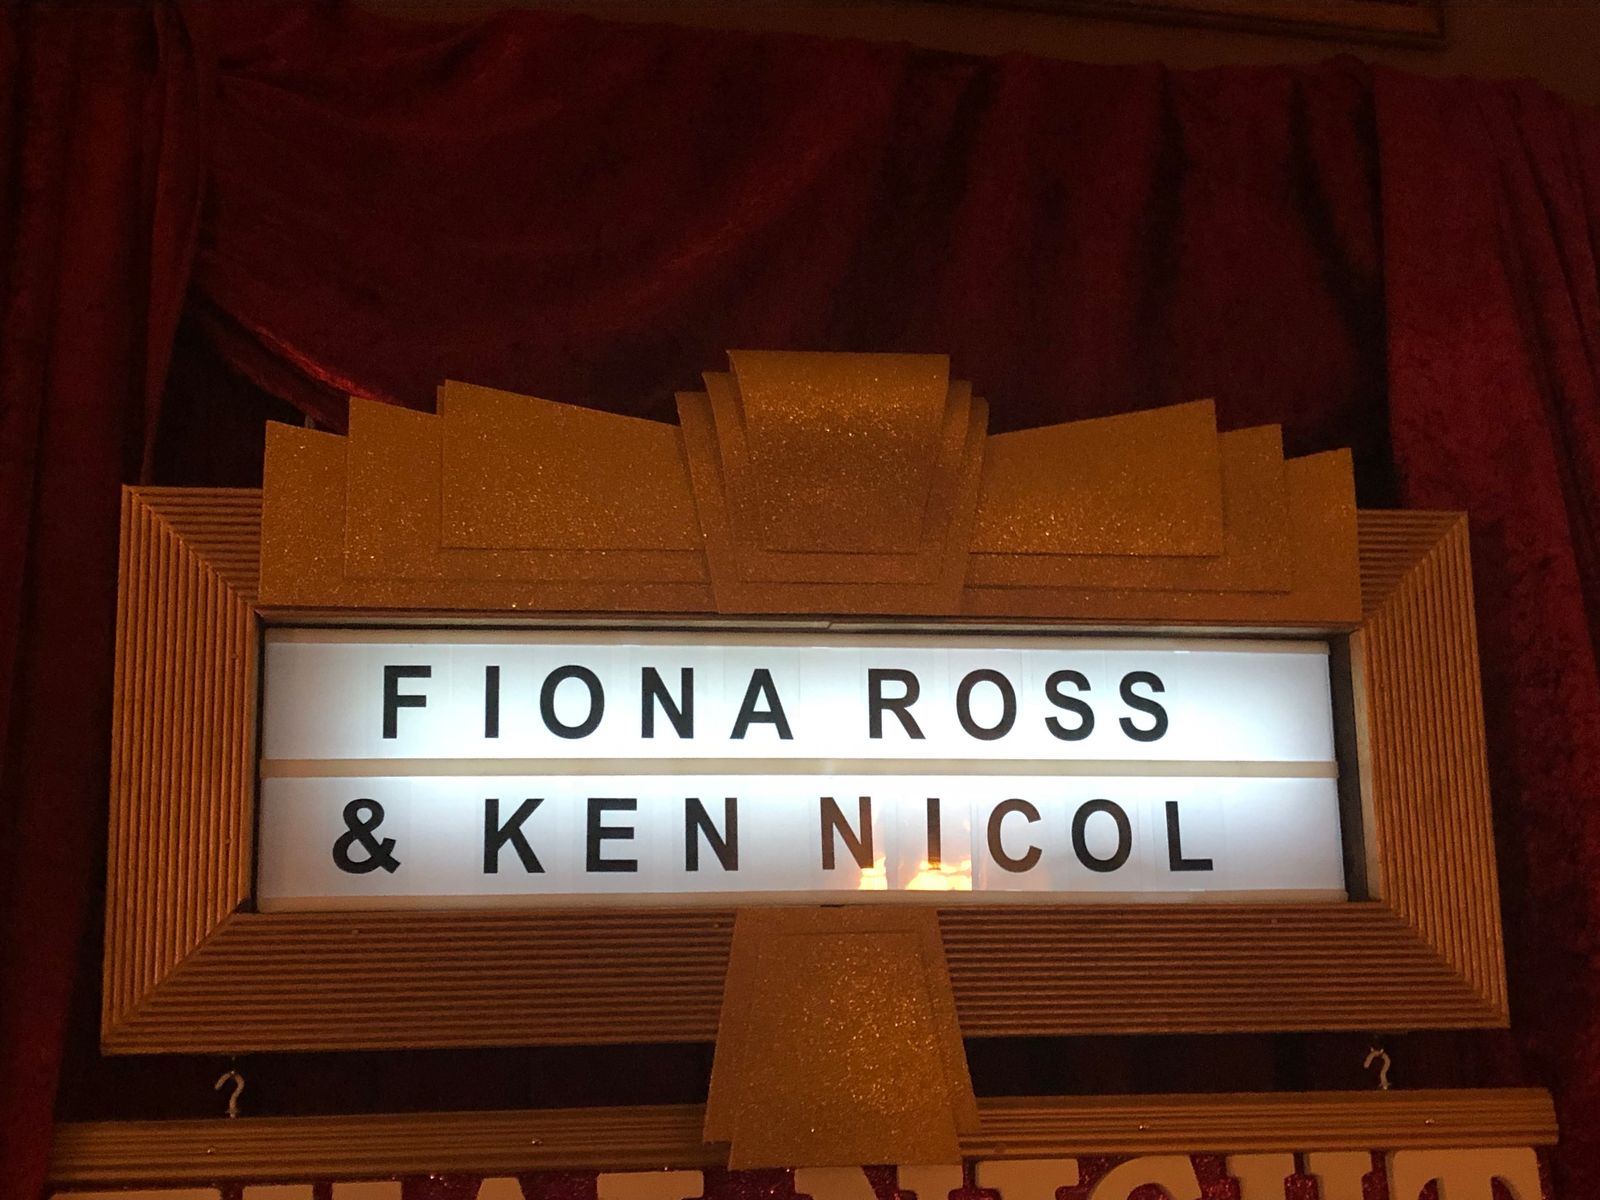 FIONA ROSS
& KEN NICOL